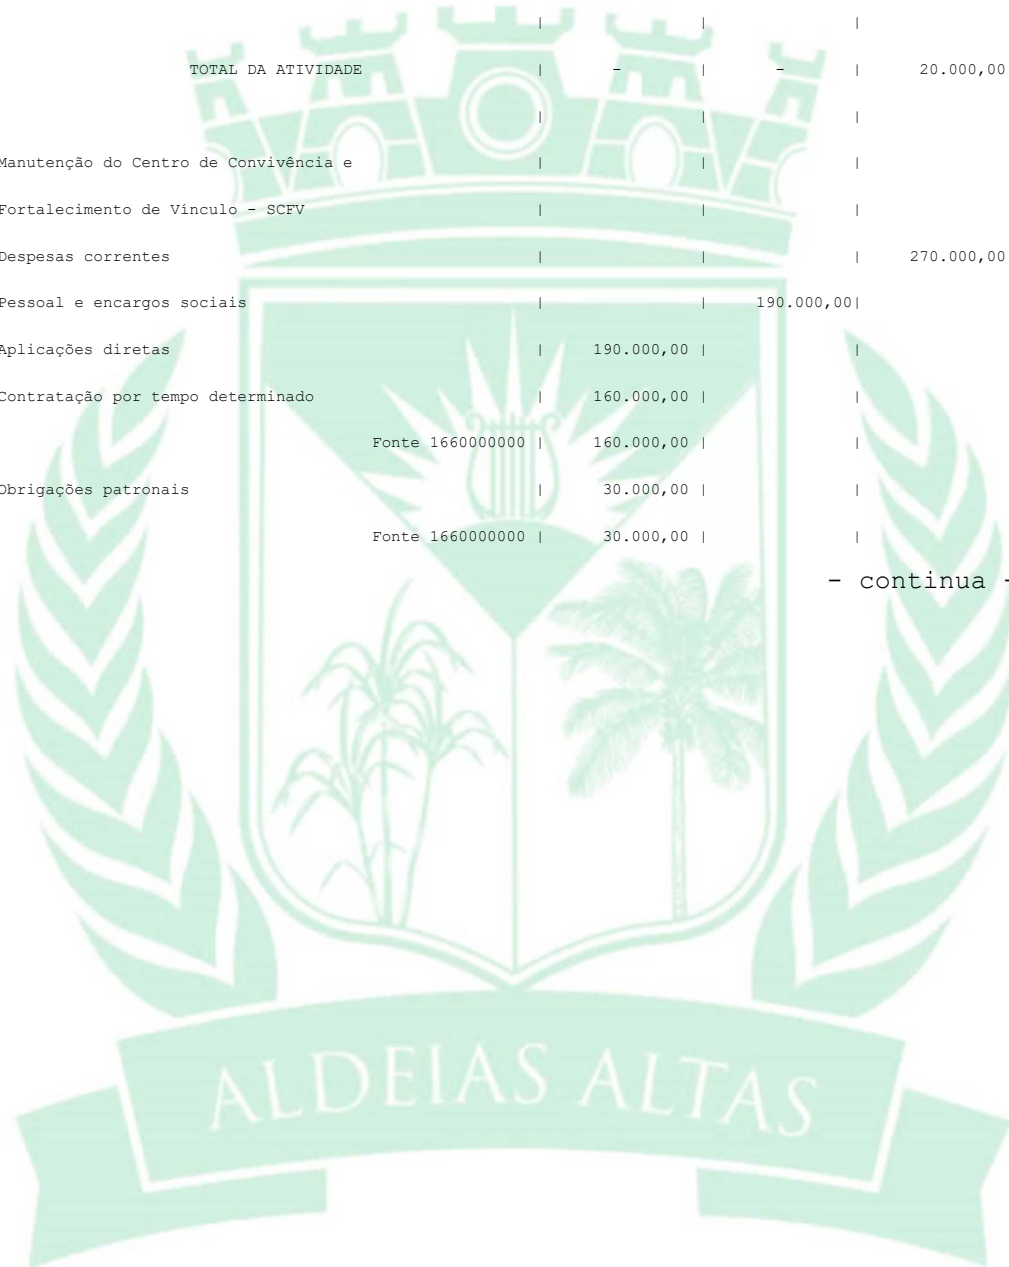 | | |
TOTAL DA ATIVIDADE | - | - | 20.000,00
| | |
Manutenção do Centro de Convivência e | | |
Fortalecimento de Vínculo - SCFV | | |
Despesas correntes | | | 270.000,00
Pessoal e encargos sociais | | 190.000,00|
Aplicações diretas | 190.000,00 | |
Contratação por tempo determinado | 160.000,00 | |
Fonte 1660000000 | 160.000,00 | |
Obrigações patronais | 30.000,00 | |
Fonte 1660000000 | 30.000,00 | |
- continua -
ALDEIAS ALTAS